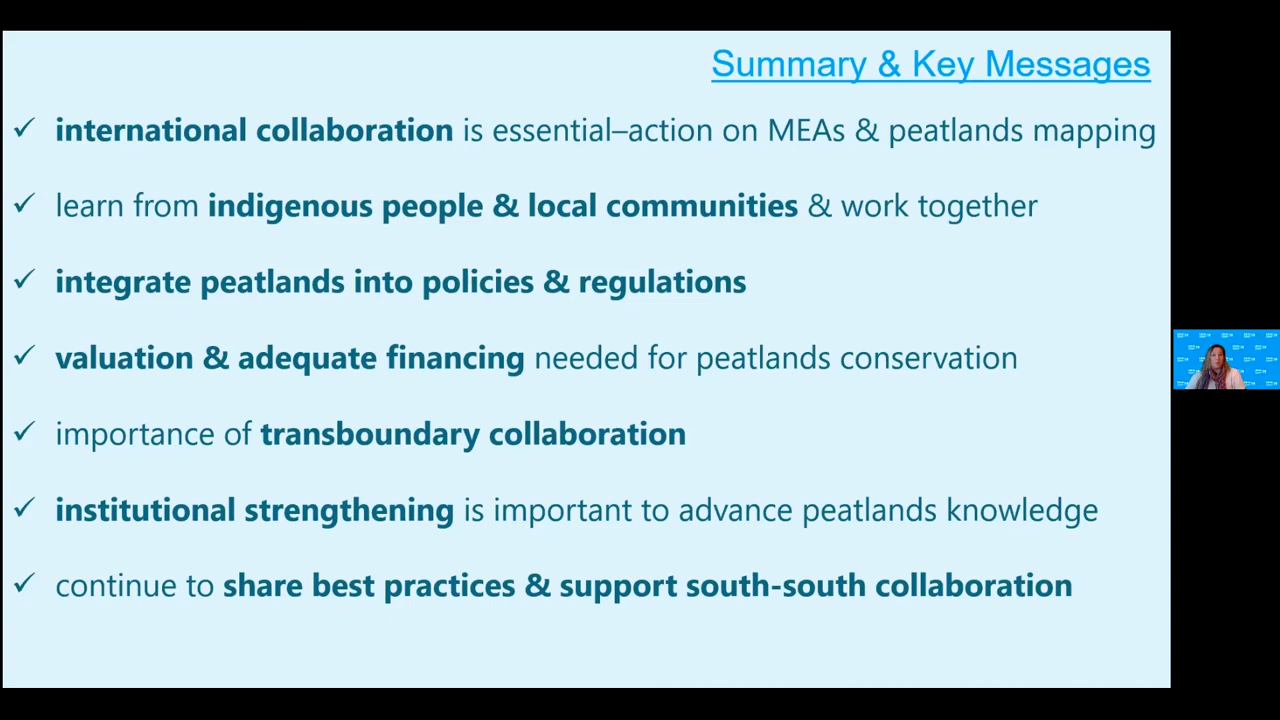 Summary & Key Messages
✓ international collaboration is essential–action on MEAs & peatlands mapping
✓ learn from indigenous people & local communities & work together
✓ integrate peatlands into policies & regulations
✓ valuation & adequate financing needed for peatlands conservation
✓ importance of transboundary collaboration
✓ institutional strengthening is important to advance peatlands knowledge
✓ continue to share best practices & support south-south collaboration